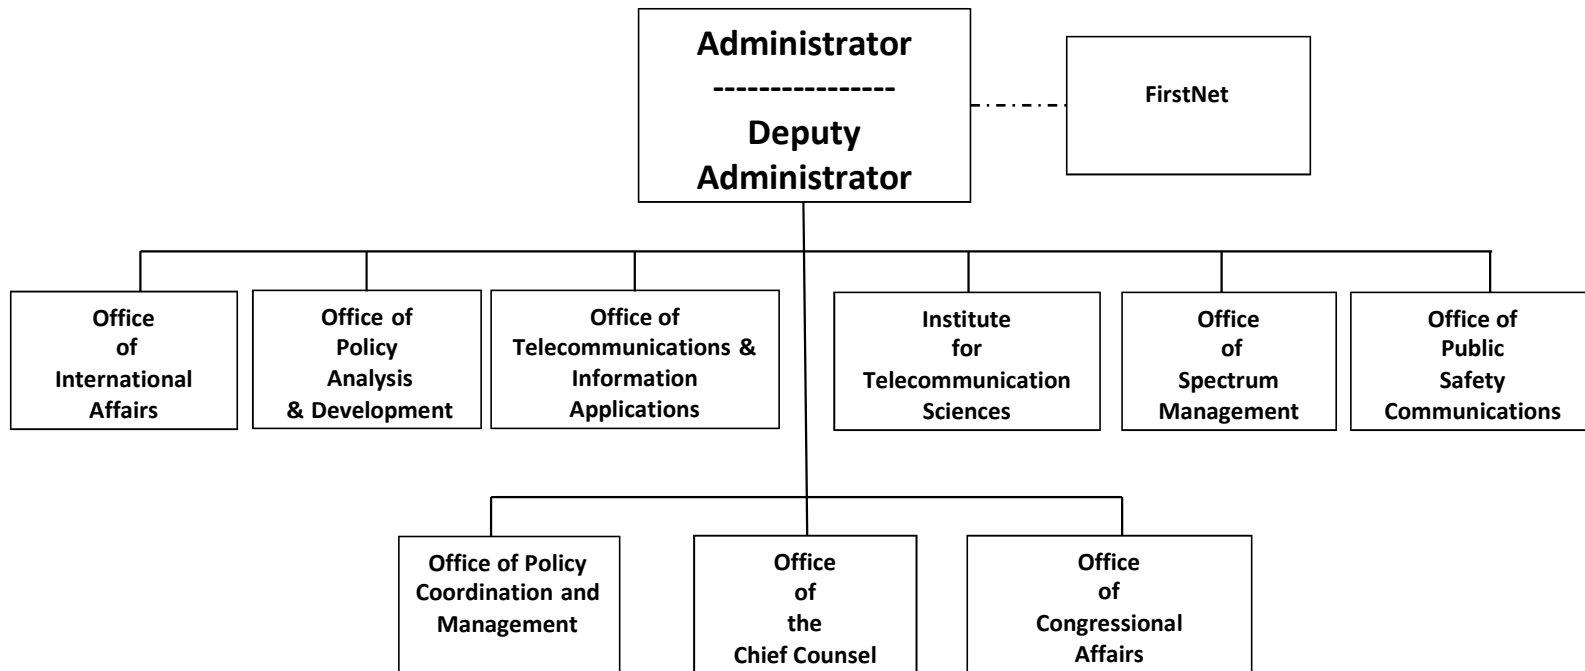 Administrator
----------------
Deputy
Administrator
FirstNet
Office
of
International
Affairs
Office of
Policy
Analysis
& Development
Office of
Telecommunications &
Information
Applications
Institute
for
Telecommunication
Sciences
Office
of
Spectrum
Management
Office of
Public
Safety
Communications
Office of Policy
Coordination and
Management
Office
of
the
Chief Counsel
Office
of
Congressional
Affairs